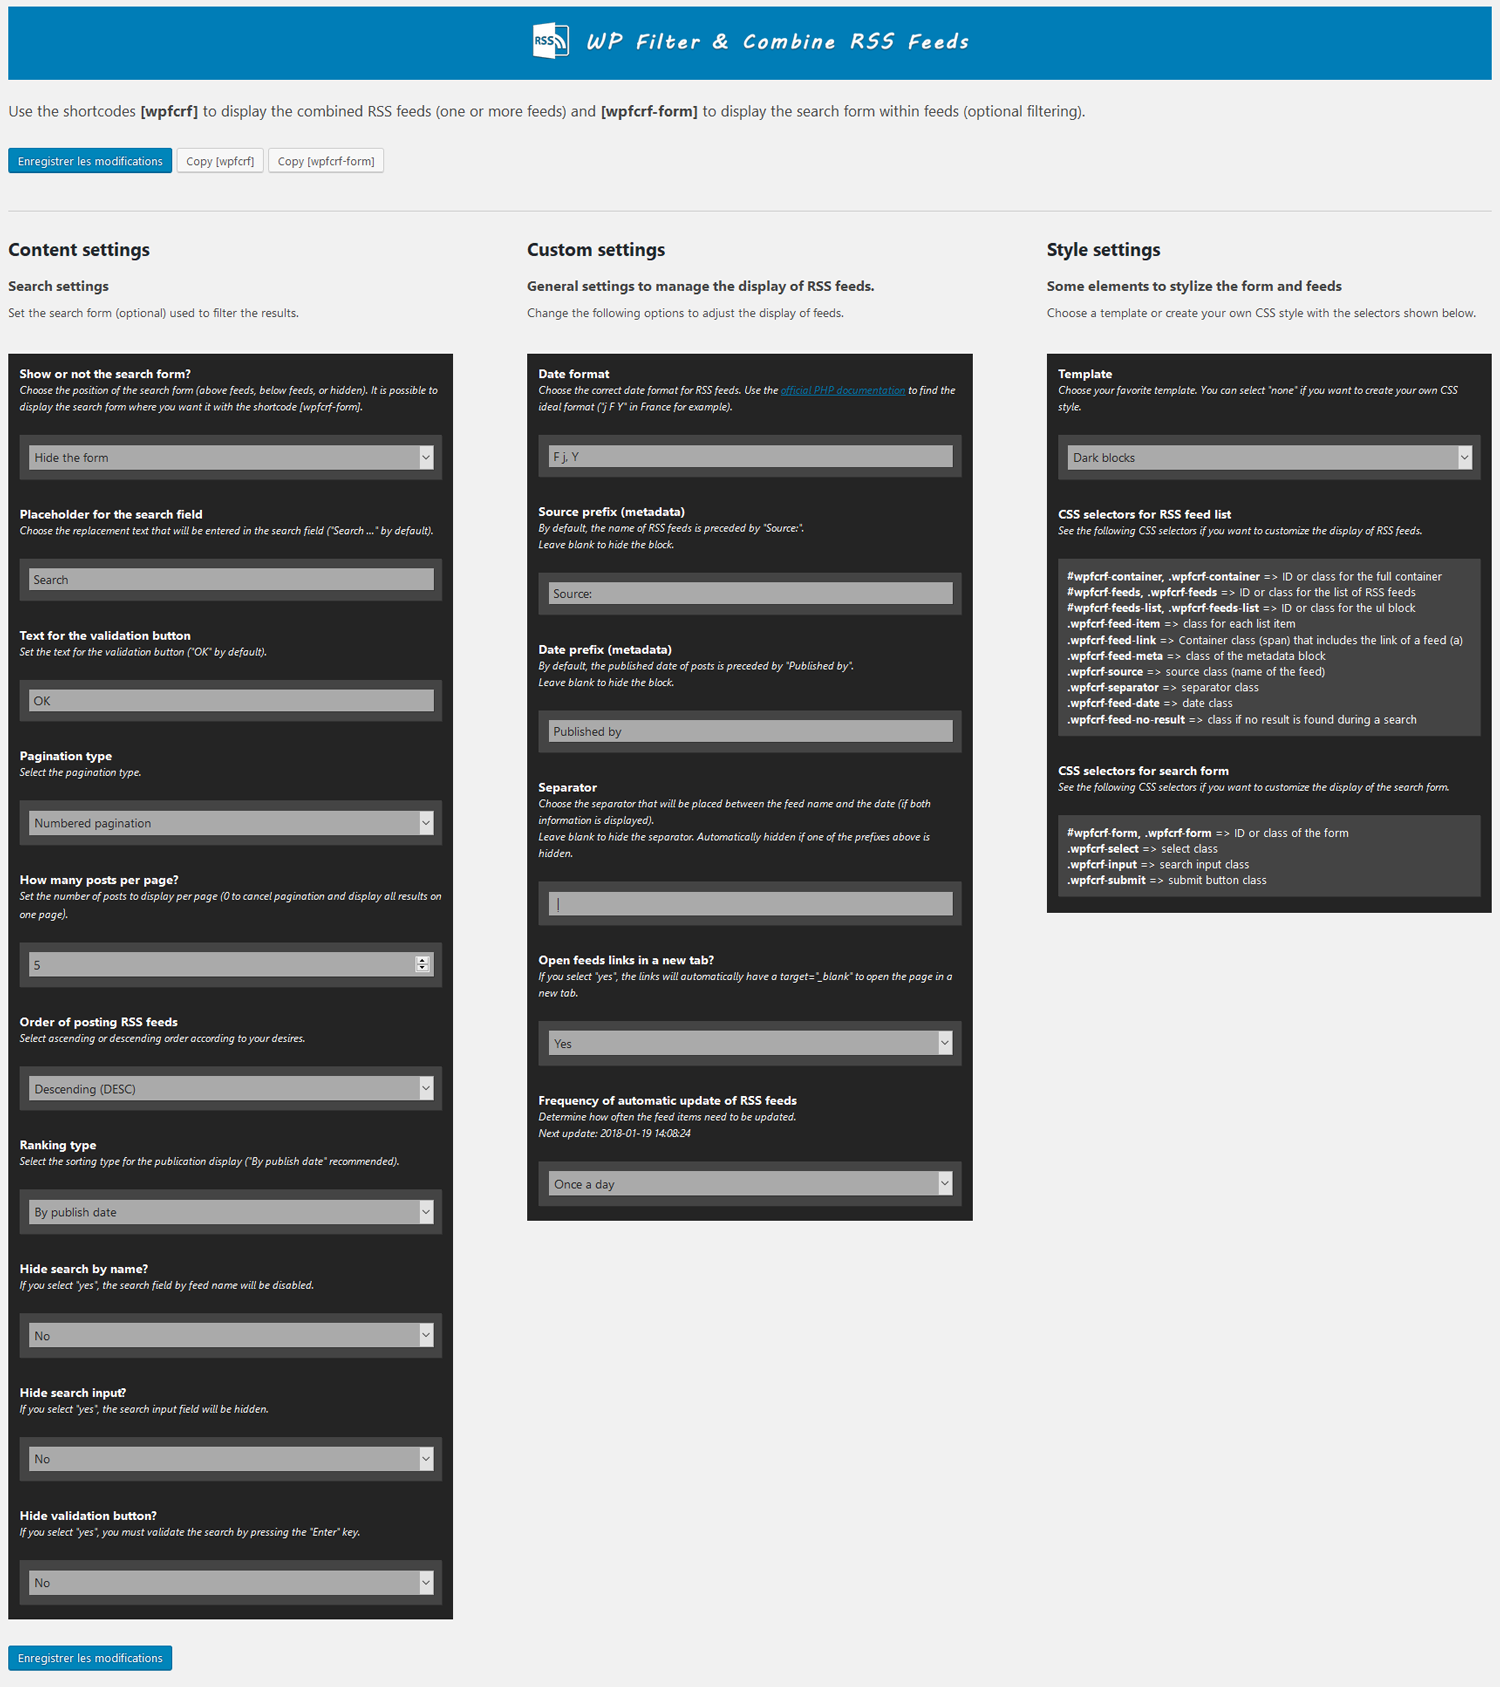 RSS WP Filter & Combine RSS Feeds
Use the shortcodes [wpfcrf] to display the combined RSS feeds (one or more feeds) and [wpfcrf-form] to display the search form within feeds (optional filtering).
Enregistrer les modifications
Copy [wpfcrf]
Copy [wpfcrf-form]
Content settings
Search settings
Set the search form (optional) used to filter the results.
Show or not the search form?
Choose the position of the search form (above feeds, below feeds, or hidden). It is possible to
display the search form where you want it with the shortcode [wpfcrf-form].
Hide the form
Placeholder for the search field
Choose the replacement text that will be entered in the search field ("Search ..." by default).
Search
Text for the validation button
Set the text for the validation button ("OK" by default).
OK
Pagination type
Select the pagination type.
Numbered pagination
How many posts per page?
Set the number of posts to display per page (0 to cancel pagination and display all results on
one page).
5
Order of posting RSS feeds
Select ascending or descending order according to your desires.
Descending (DESC)
Ranking type
Select the sorting type for the publication display ("By publish date" recommended).
By publish date
Hide search by name?
If you select "yes", the search field by feed name will be disabled.
No
Hide search input?
If you select "yes", the search input field will be hidden.
No
Hide validation button?
If you select "yes", you must validate the search by pressing the "Enter" key.
No
Enregistrer les modifications
Custom settings
General settings to manage the display of RSS feeds.
Change the following options to adjust the display of feeds.
Date format
Choose the correct date format for RSS feeds. Use the official PHP documentation to find the
ideal format ("j F Y" in France for example).
F j, Y
Source prefix (metadata)
By default, the name of RSS feeds is preceded by "Source:".
Leave blank to hide the block.
Source:
Date prefix (metadata)
By default, the published date of posts is preceded by "Published by".
Leave blank to hide the block.
Published by
Separator
Choose the separator that will be placed between the feed name and the date (if both
information is displayed).
Leave blank to hide the separator. Automatically hidden if one of the prefixes above is
hidden.
|
Open feeds links in a new tab?
If you select "yes", the links will automatically have a target="_blank" to open the page in a
new tab.
Yes
Frequency of automatic update of RSS feeds
Determine how often the feed items need to be updated.
Next update: 2018-01-19 14:08:24
Once a day
Style settings
Some elements to stylize the form and feeds
Choose a template or create your own CSS style with the selectors shown below.
Template
Choose your favorite template. You can select "none" if you want to create your own CSS
style.
Dark blocks
CSS selectors for RSS feed list
See the following CSS selectors if you want to customize the display of RSS feeds.
#wpfcrf-container, .wpfcrf-container => ID or class for the full container
#wpfcrf-feeds, .wpfcrf-feeds => ID or class for the list of RSS feeds
#wpfcrf-feeds-list, .wpfcrf-feeds-list => ID or class for the ul block
.wpfcrf-feed-item => class for each list item
.wpfcrf-feed-link => Container class (span) that includes the link of a feed (a)
.wpfcrf-feed-meta => class of the metadata block
.wpfcrf-source => source class (name of the feed)
.wpfcrf-separator => separator class
.wpfcrf-feed-date => date class
.wpfcrf-feed-no-result => class if no result is found during a search
CSS selectors for search form
See the following CSS selectors if you want to customize the display of the search form.
#wpfcrf-form, .wpfcrf-form => ID or class of the form
.wpfcrf-select => select class
.wpfcrf-input => search input class
.wpfcrf-submit => submit button class